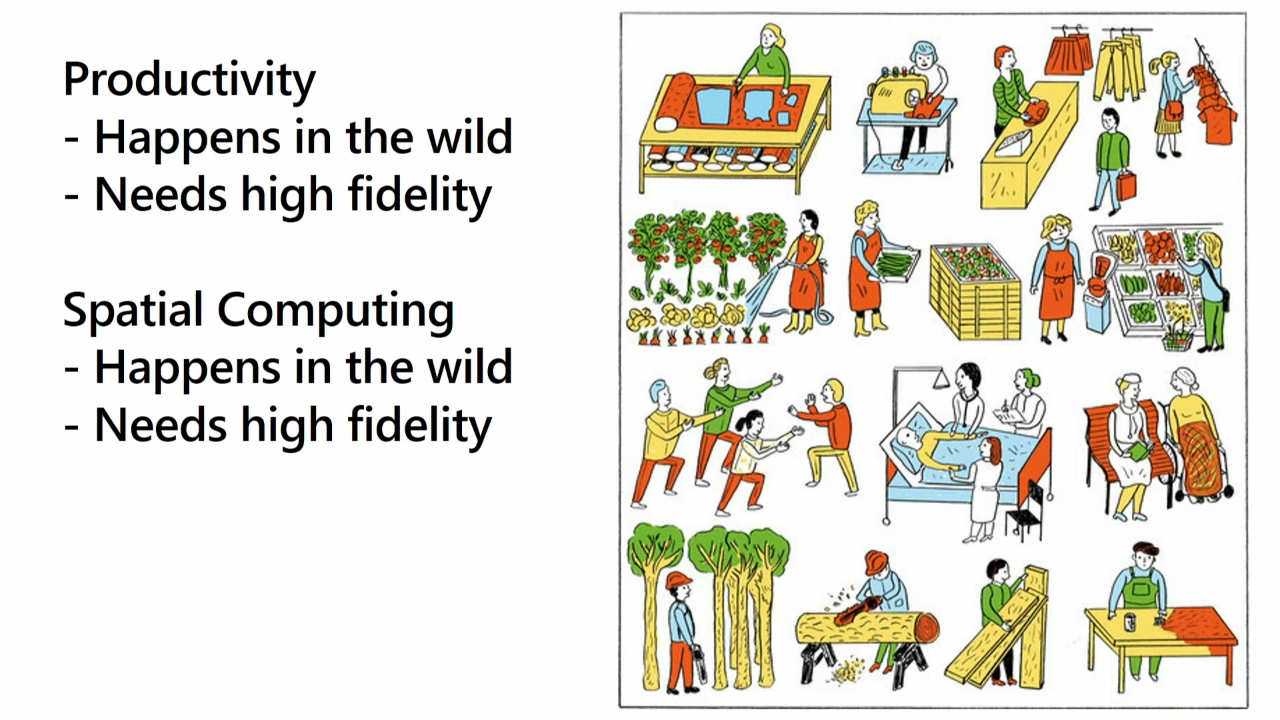 Productivity
- Happens in the wild
- Needs high fidelity
Spatial Computing
- Happens in the wild
- Needs high fidelity